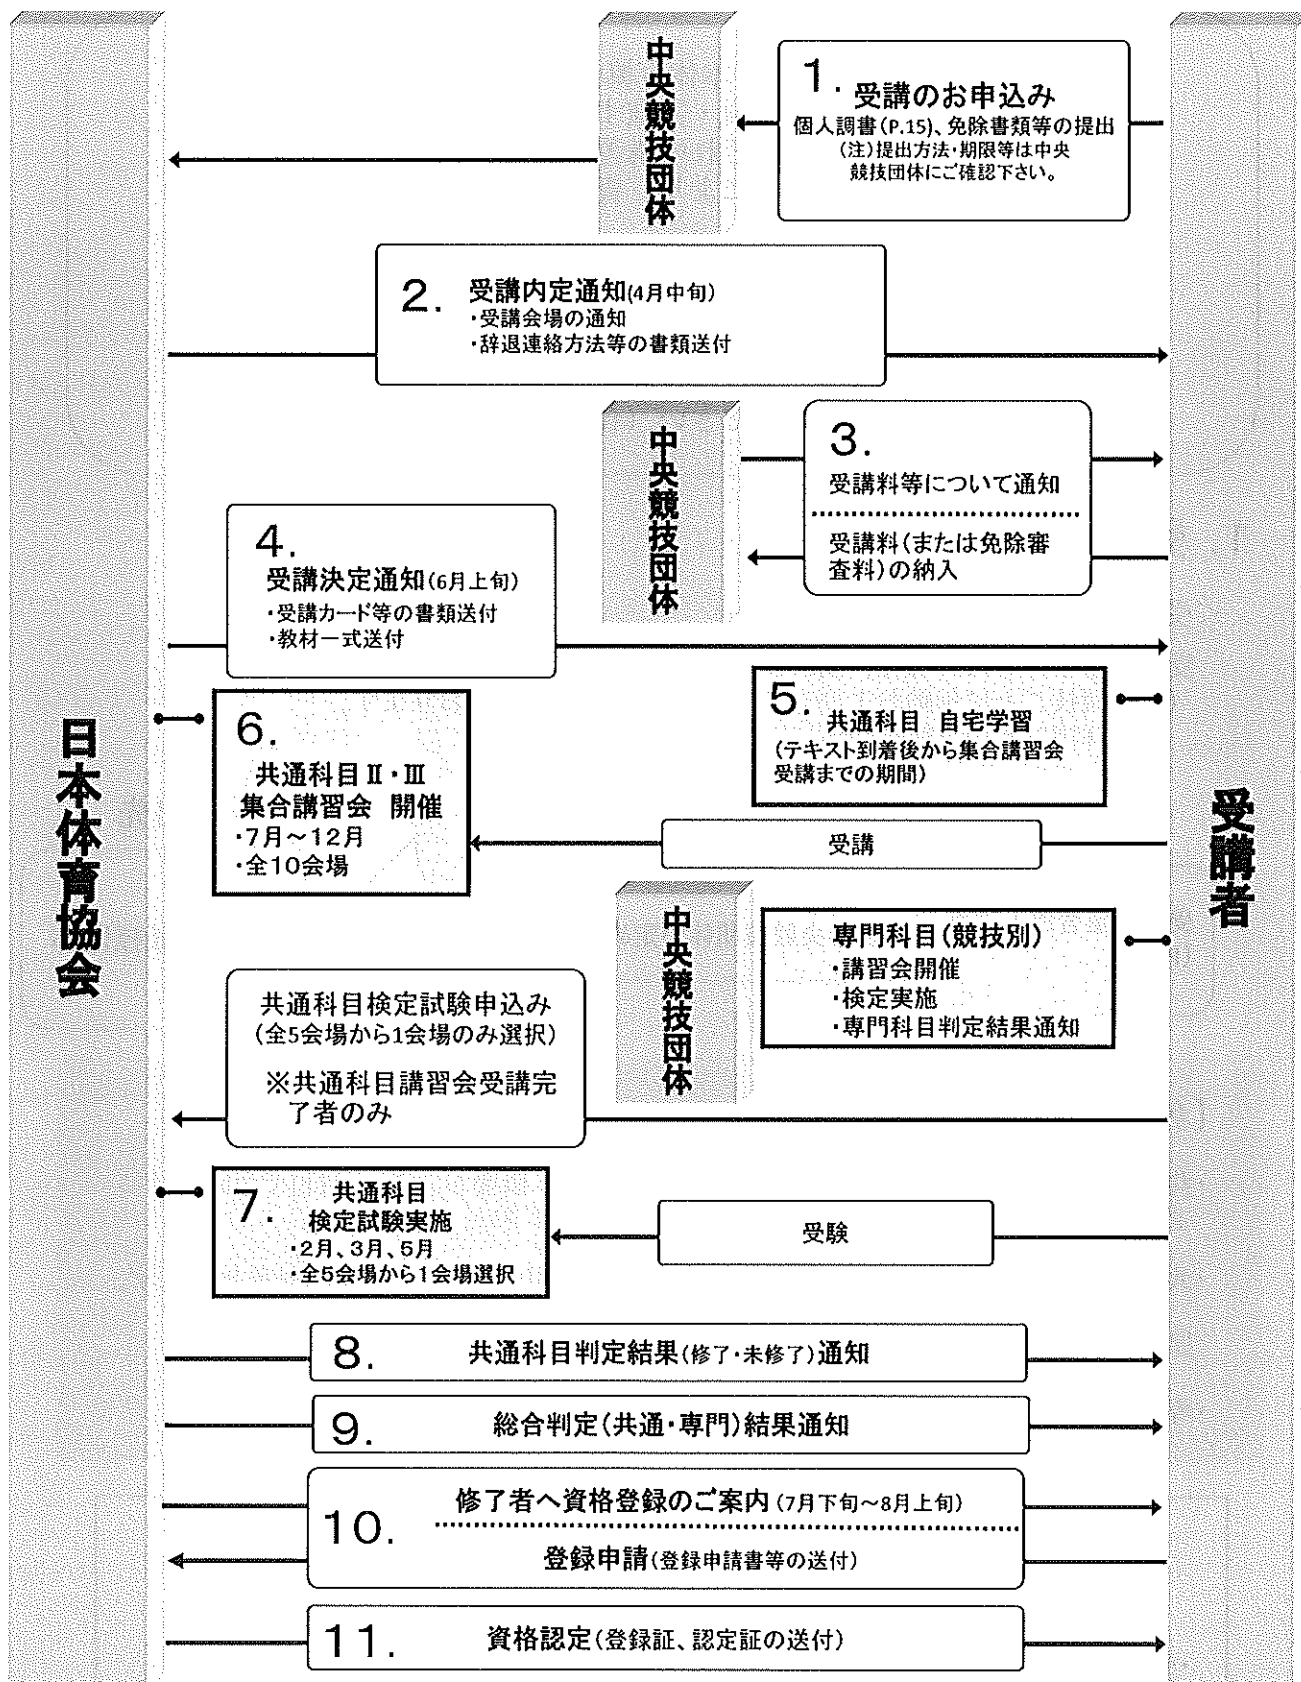 中央競技団体
1.
受講のお申込み
個人調書(P.15)、免除書類等の提出
(注)提出方法・期限等は中央
競技団体にご確認下さい。
2.
受講内定通知(4月中旬)
・受講会場の通知
・辞退連絡方法等の書類送付
中央競技団体
3.
受講料等について通知
受講料(または免除審
査料)の納入
4.
受講決定通知(6月上旬)
・受講カード等の書類送付
・教材一式送付
5.
共通科目 自宅学習
(テキスト到着後から集合講習会
受講までの期間)
6.
共通科目Ⅱ・Ⅲ
集合講習会 開催
・7月～12月
・全10会場
受講
日本体育協会
受講者
中央競技団体
専門科目(競技別)
・講習会開催
・検定実施
・専門科目判定結果通知
共通科目検定試験申込み
(全5会場から1会場のみ選択)
※共通科目講習会受講完
了者のみ
7.
共通科目
検定試験実施
・2月、3月、5月
・全5会場から1会場選択
受験
8.
共通科目判定結果(修了・未修了)通知
9.
総合判定(共通・専門)結果通知
10.
修了者へ資格登録のご案内(7月下旬～8月上旬)
登録申請(登録申請書等の送付)
11.
資格認定(登録証、認定証の送付)